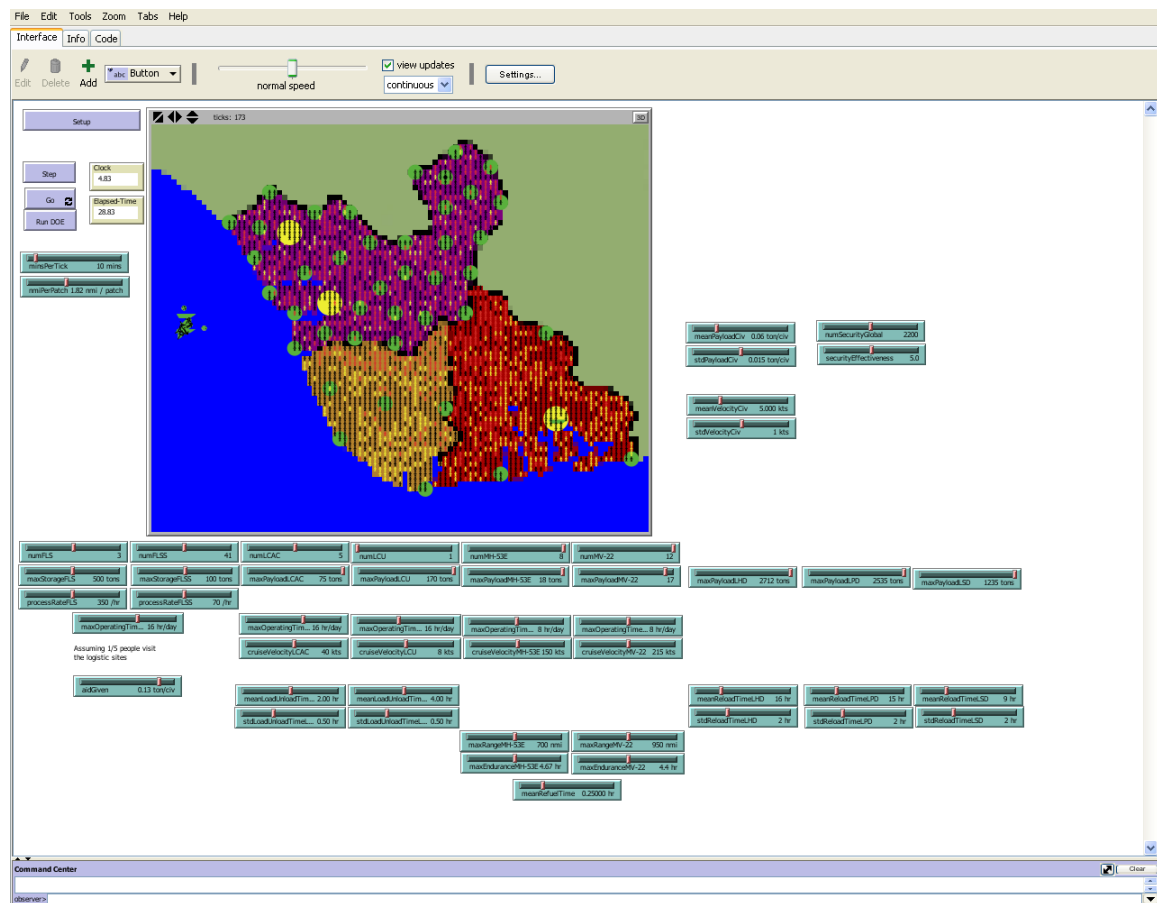 File Edit Tools Zoom Tabs Help
Interface Info Code
Edit Delete Add abc Button normal speed view updates continuous Settings...
Setup
ticks: 173
3D
Step
Clock
4.83
Go
Elapsed-Time
28.83
Run DOE
minsPerTick 10 mins
nmiPerPatch 1.82 nmi / patch
meanPayloadCiv 0.06 ton/civ
numSecurityGlobal 2200
stdPayloadCiv 0.015 ton/civ
securityEffectiveness 5.0
meanVelocityCiv 5.000 kts
stdVelocityCiv 1 kts
numFLS 3 numFLSS 41 numLCAC 5 numLCU 1 numMH-53E 8 numMV-22 12
maxStorageFLS 500 tons maxStorageFLSS 100 tons maxPayloadLCAC 75 tons maxPayloadLCU 170 tons maxPayloadMH-53E 18 tons maxPayloadMV-22 17 maxPayloadLHD 2712 tons maxPayloadLPD 2535 tons maxPayloadLSD 1235 tons
processRateFLS 350 /hr processRateFLSS 70 /hr
maxOperatingTim... 16 hr/day maxOperatingTim... 16 hr/day maxOperatingTim... 16 hr/day maxOperatingTim... 8 hr/day maxOperatingTime... 8 hr/day
cruiseVelocityLCAC 40 kts cruiseVelocityLCU 8 kts cruiseVelocityMH-53E 150 kts cruiseVelocityMV-22 215 kts
Assuming 1/5 people visit
the logistic sites
aidGiven 0.13 ton/civ
meanLoadUnloadTim... 2.00 hr meanLoadUnloadTim... 4.00 hr meanReloadTimeLHD 16 hr meanReloadTimeLPD 15 hr meanReloadTimeLSD 9 hr
stdLoadUnloadTimeL... 0.50 hr stdLoadUnloadTimeL... 0.50 hr stdReloadTimeLHD 2 hr stdReloadTimeLPD 2 hr stdReloadTimeLSD 2 hr
maxRangeMH-53E 700 nmi maxRangeMV-22 950 nmi
maxEnduranceMH-53E 4.67 hr maxEnduranceMV-22 4.4 hr
meanRefuelTime 0.25000 hr
Command Center Clear
observer>